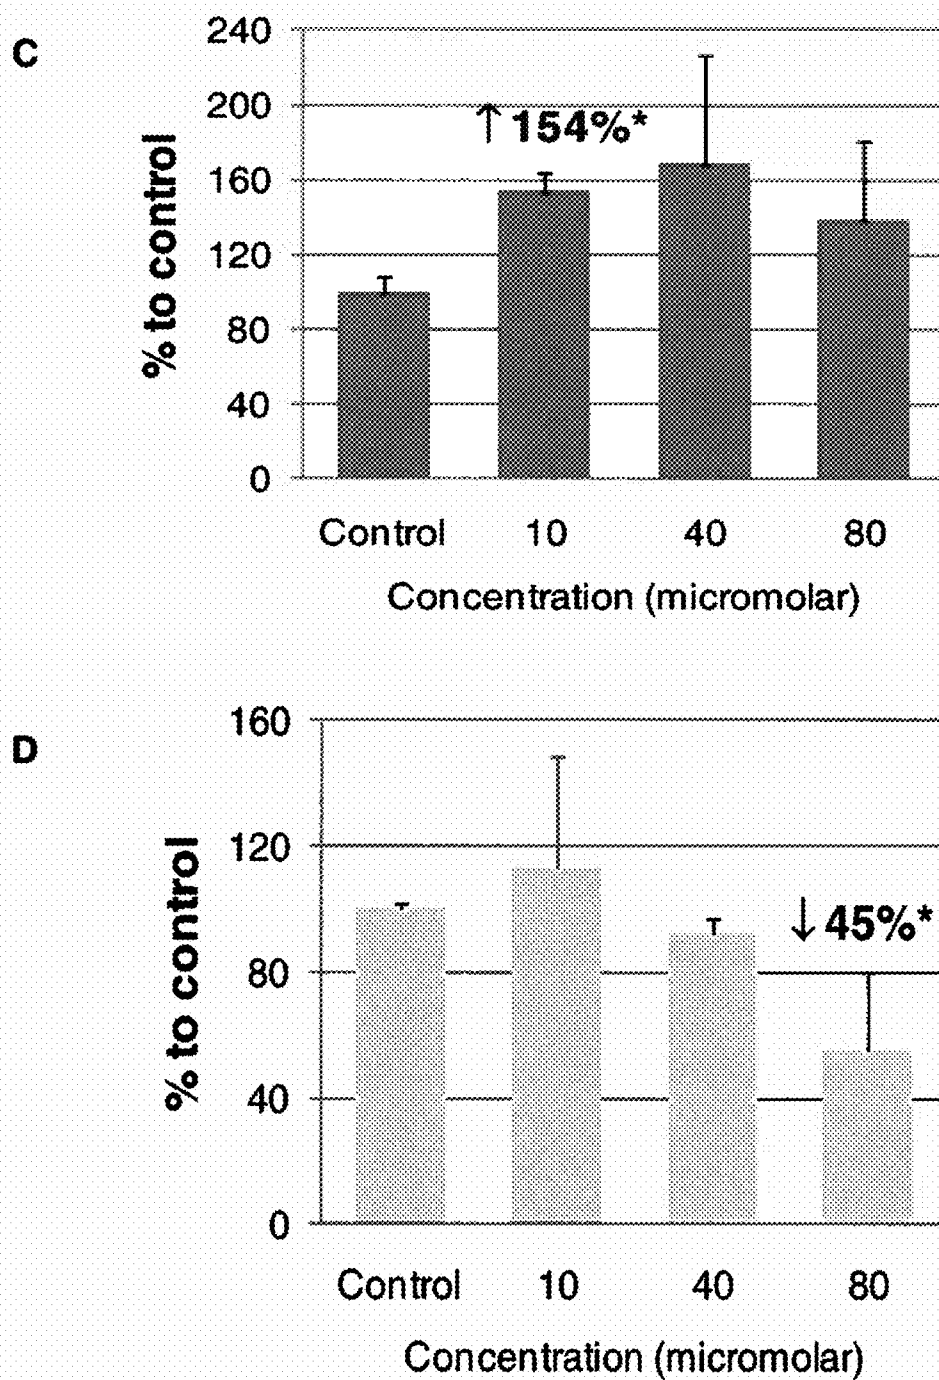 C
% to control
240
200
160
120
80
40
0
↑ 154%*
Control 10 40 80
Concentration (micromolar)
D
% to control
160
120
80
40
0
↓ 45%*
Control 10 40 80
Concentration (micromolar)